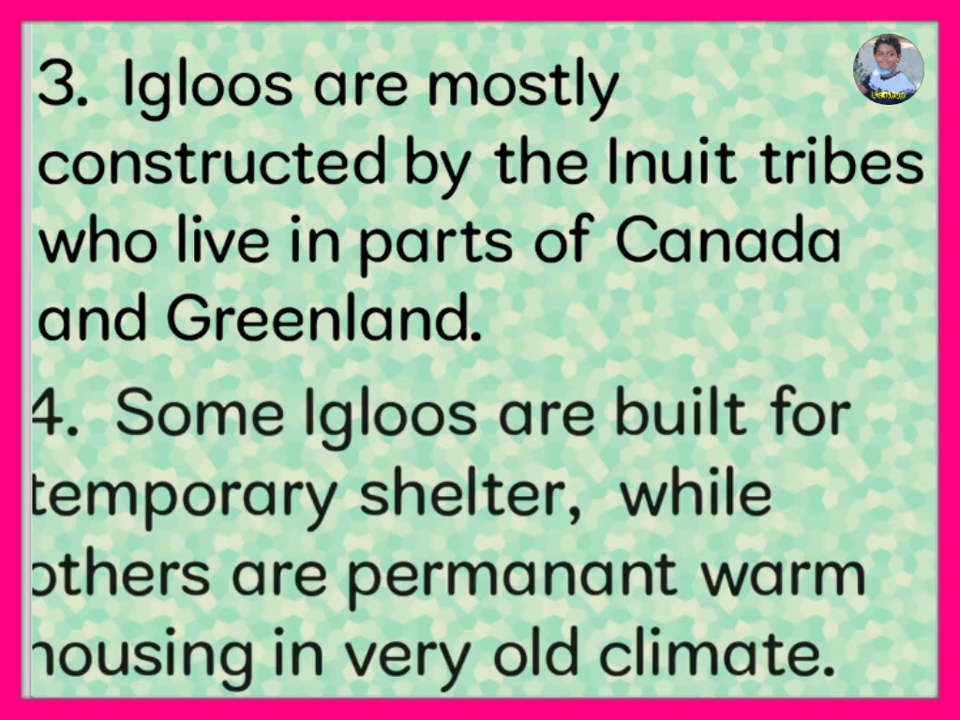 3. Igloos are mostly
constructed by the Inuit tribes
who live in parts of Canada
and Greenland.
4. Some Igloos are built for
temporary shelter, while
others are permanant warm
housing in very old climate.